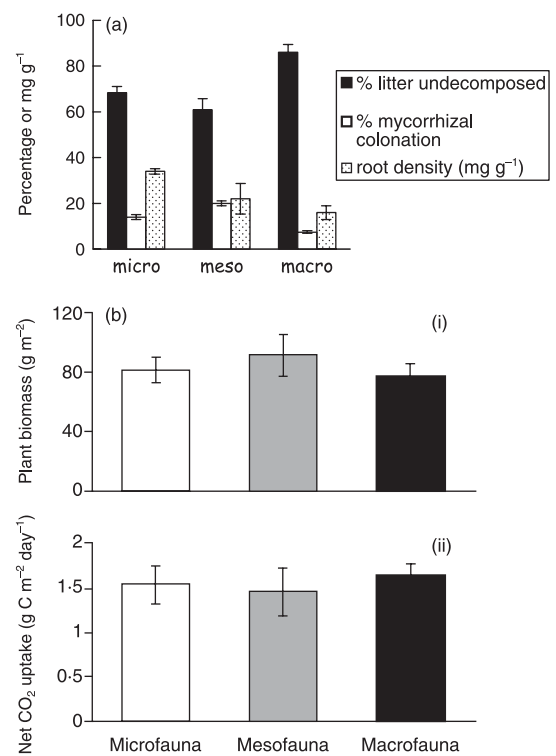 (a)
Percentage or mg g⁻¹
100
80
60
40
20
0
micro meso macro
% litter undecomposed
% mycorrhizal
colonation
root density (mg g⁻¹)
(b)
(i)
Plant biomass (g m⁻²)
120
80
40
0
(ii)
Net CO₂ uptake (g C m⁻² day⁻¹)
2
1·5
1
0·5
0
Microfauna Mesofauna Macrofauna